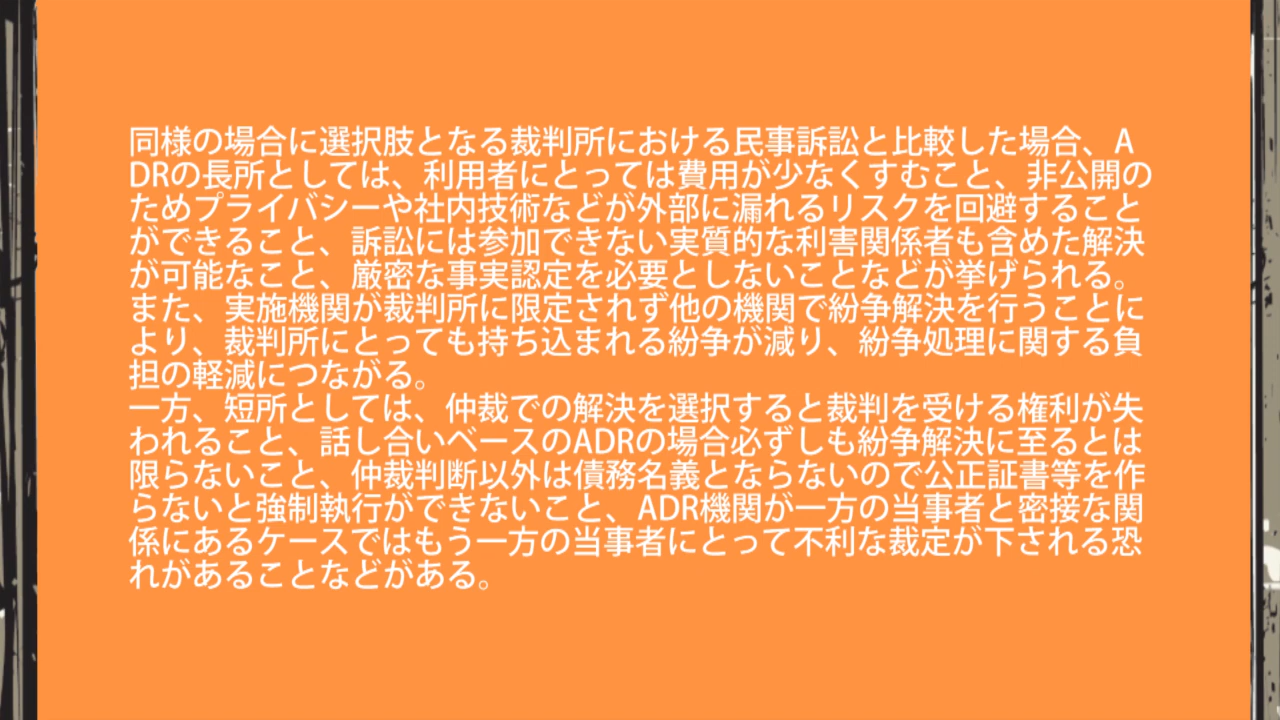 同様の場合に選択肢となる裁判所における民事訴訟と比較した場合、A
DRの長所としては、利用者にとっては費用が少なくすむこと、非公開の
ためプライバシーや社内技術などが外部に漏れるリスクを回避すること
ができること、訴訟には参加できない実質的な利害関係者も含めた解決
が可能なこと、厳密な事実認定を必要としないことなどが挙げられる。
また、実施機関が裁判所に限定されず他の機関で紛争解決を行うことに
より、裁判所にとっても持ち込まれる紛争が減り、紛争処理に関する負
担の軽減につながる。
一方、短所としては、仲裁での解決を選択すると裁判を受ける権利が失
われること、話し合いベースのADRの場合必ずしも紛争解決に至るとは
限らないこと、仲裁判断以外は債務名義とならないので公正証書等を作
らないと強制執行ができないこと、ADR機関が一方の当事者と密接な関
係にあるケースではもう一方の当事者にとって不利な裁定が下される恐
れがあることなどがある。